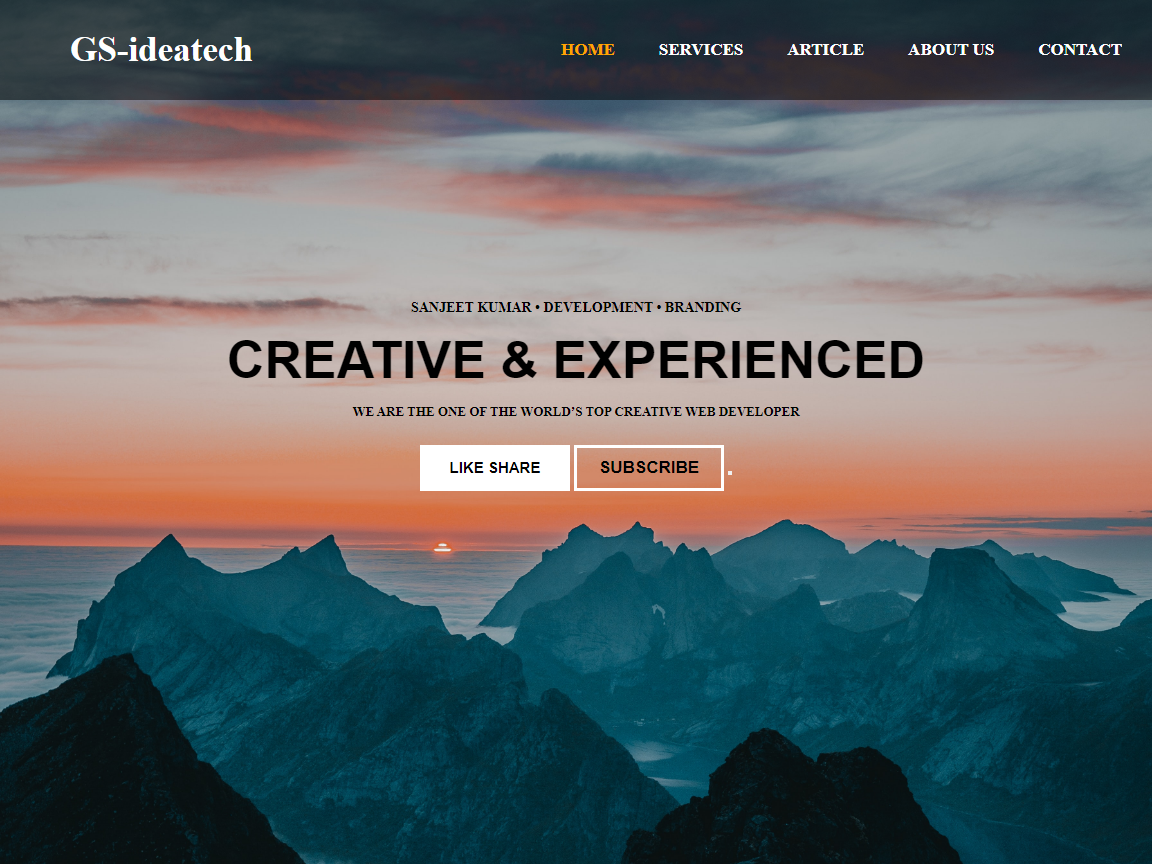 GS-ideatech
HOME SERVICES ARTICLE ABOUT US CONTACT
SANJEET KUMAR • DEVELOPMENT • BRANDING
CREATIVE & EXPERIENCED
WE ARE THE ONE OF THE WORLD’S TOP CREATIVE WEB DEVELOPER
LIKE SHARE SUBSCRIBE .